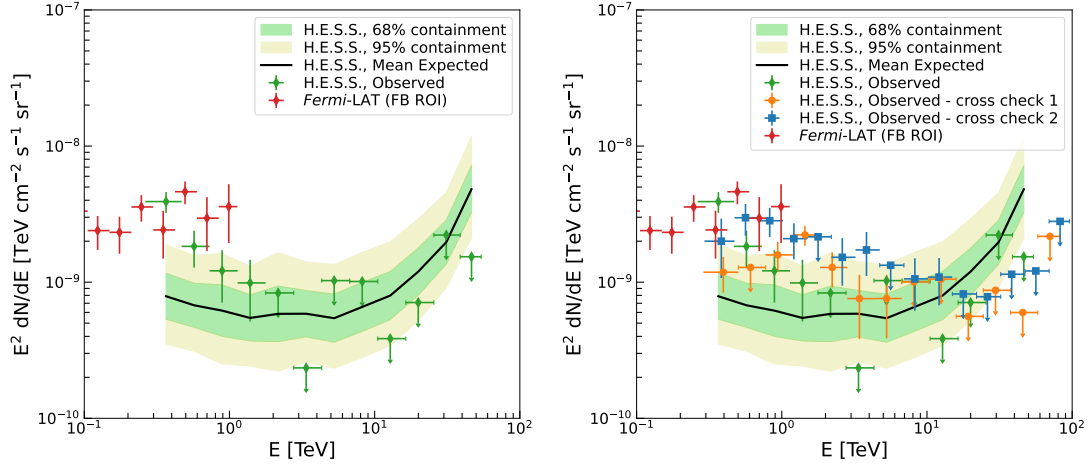 10⁻⁷
10⁻⁸
10⁻⁹
10⁻¹⁰
E² dN/dE [TeV cm⁻² s⁻¹ sr⁻¹]
H.E.S.S., 68% containment
H.E.S.S., 95% containment
H.E.S.S., Mean Expected
H.E.S.S., Observed
Fermi-LAT (FB ROI)
10⁻¹ 10⁰ 10¹ 10²
E [TeV]
10⁻⁷
10⁻⁸
10⁻⁹
10⁻¹⁰
E² dN/dE [TeV cm⁻² s⁻¹ sr⁻¹]
H.E.S.S., 68% containment
H.E.S.S., 95% containment
H.E.S.S., Mean Expected
H.E.S.S., Observed
H.E.S.S., Observed - cross check 1
H.E.S.S., Observed - cross check 2
Fermi-LAT (FB ROI)
10⁻¹ 10⁰ 10¹ 10²
E [TeV]